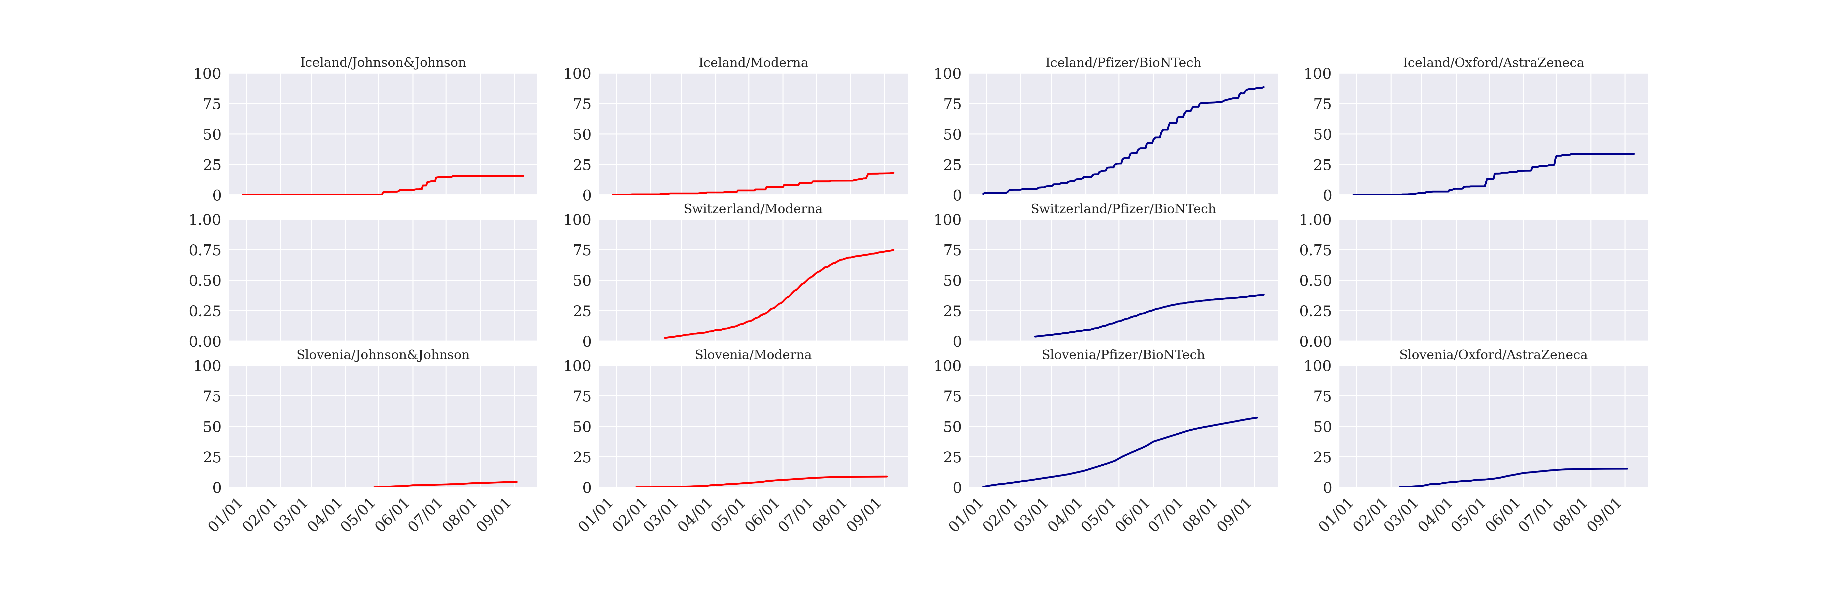 Iceland/Johnson&Johnson Iceland/Moderna Iceland/Pfizer/BioNTech Iceland/Oxford/AstraZeneca
100 100 100 100
75 75 75 75
50 50 50 50
25 25 25 25
0 0 0 0
Switzerland/Moderna Switzerland/Pfizer/BioNTech
1.00 100 100 1.00
0.75 75 75 0.75
0.50 50 50 0.50
0.25 25 25 0.25
0.00 0 0 0.00
Slovenia/Johnson&Johnson Slovenia/Moderna Slovenia/Pfizer/BioNTech Slovenia/Oxford/AstraZeneca
100 100 100 100
75 75 75 75
50 50 50 50
25 25 25 25
0 0 0 0
01/01 02/01 03/01 04/01 05/01 06/01 07/01 08/01 09/01 01/01 02/01 03/01 04/01 05/01 06/01 07/01 08/01 09/01 01/01 02/01 03/01 04/01 05/01 06/01 07/01 08/01 09/01 01/01 02/01 03/01 04/01 05/01 06/01 07/01 08/01 09/01